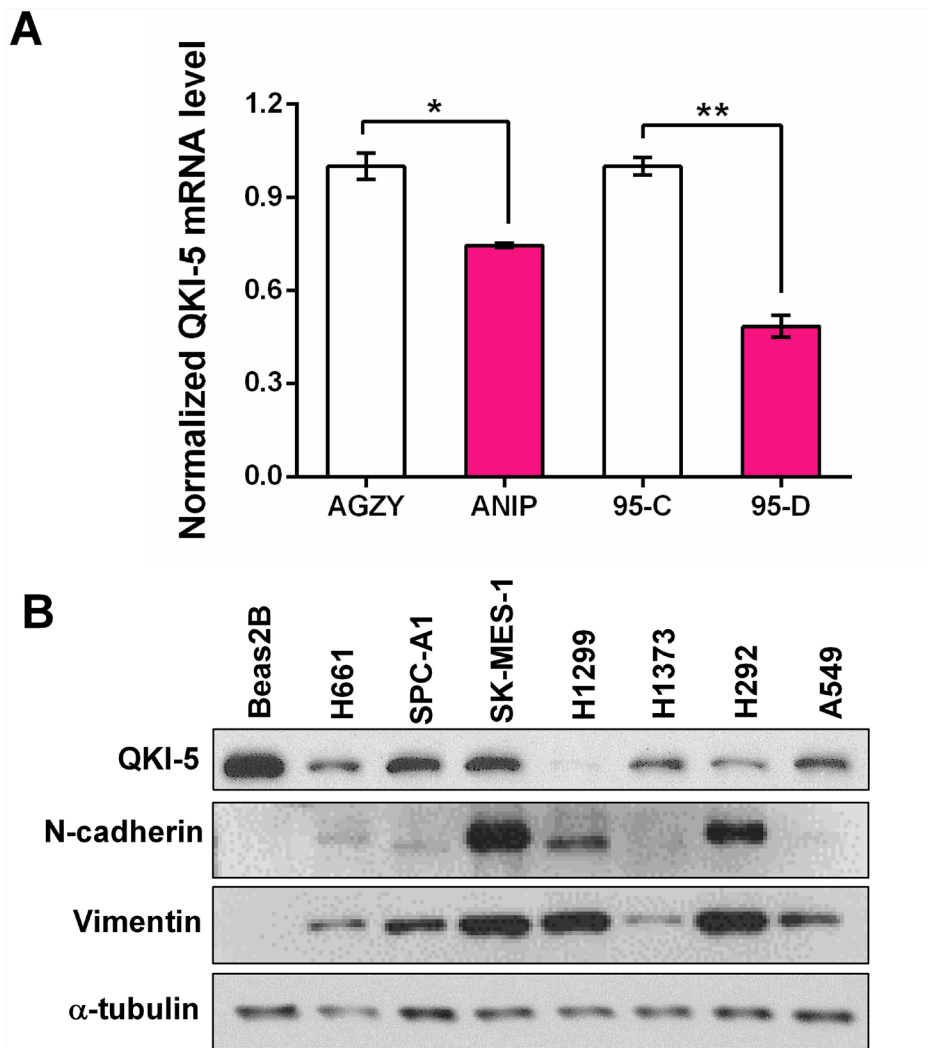 A
Normalized QKI-5 mRNA level
1.2
0.9
0.6
0.3
0.0
*
**
AGZY ANIP 95-C 95-D
B
Beas2B H661 SPC-A1 SK-MES-1 H1299 H1373 H292 A549
QKI-5
N-cadherin
Vimentin
α-tubulin